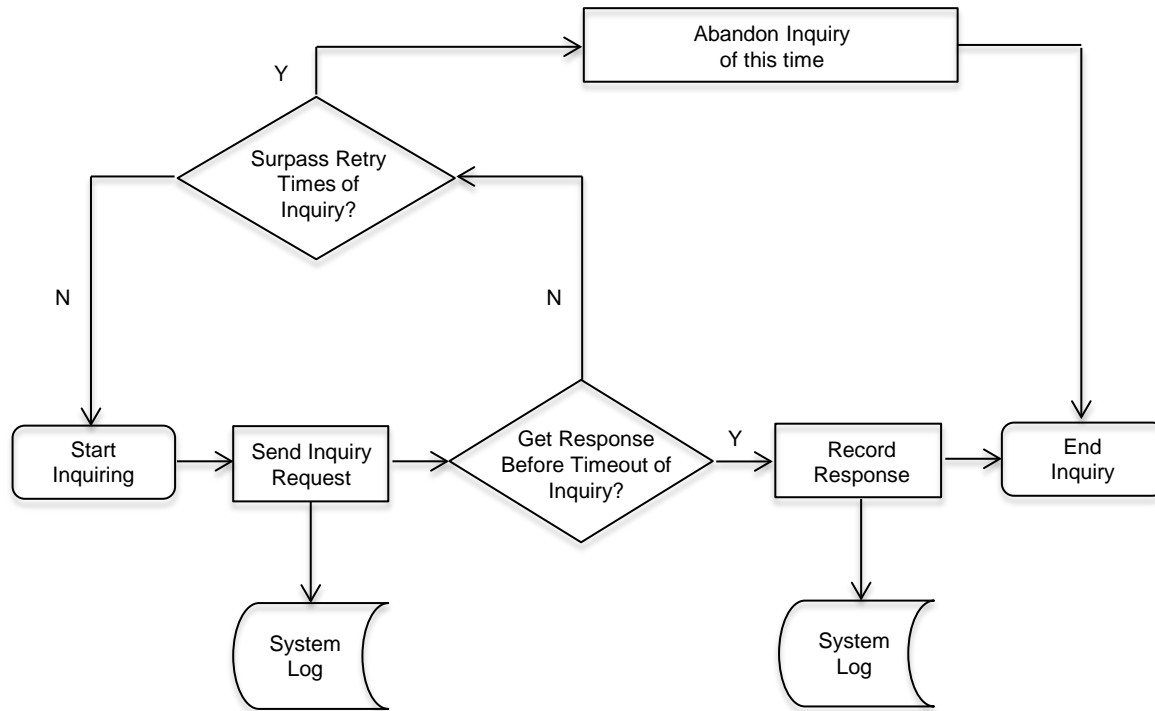 Abandon Inquiry
of this time
Y
Surpass Retry
Times of
Inquiry?
N
N
Start
Inquiring
Send Inquiry
Request
Get Response
Before Timeout of
Inquiry?
Y
Record
Response
End
Inquiry
System
Log
System
Log